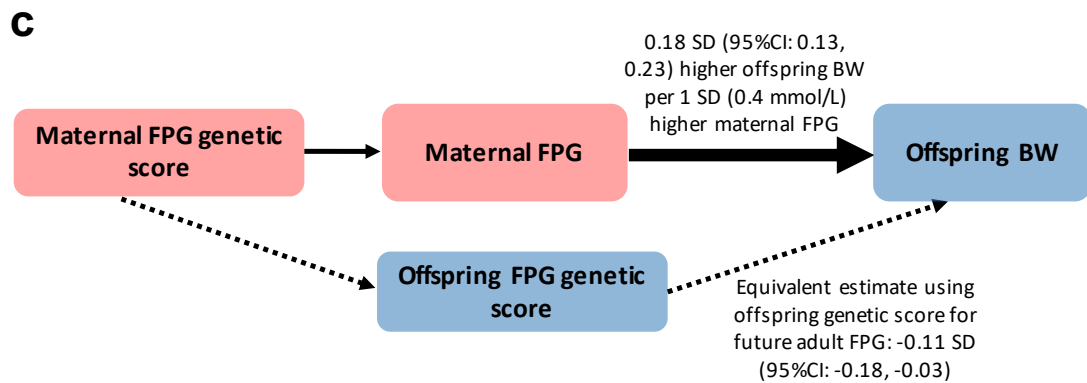 c
0.18 SD (95%CI: 0.13,
0.23) higher offspring BW
per 1 SD (0.4 mmol/L)
higher maternal FPG
Maternal FPG genetic
score
Maternal FPG
Offspring BW
Offspring FPG genetic
score
Equivalent estimate using
offspring genetic score for
future adult FPG: -0.11 SD
(95%CI: -0.18, -0.03)